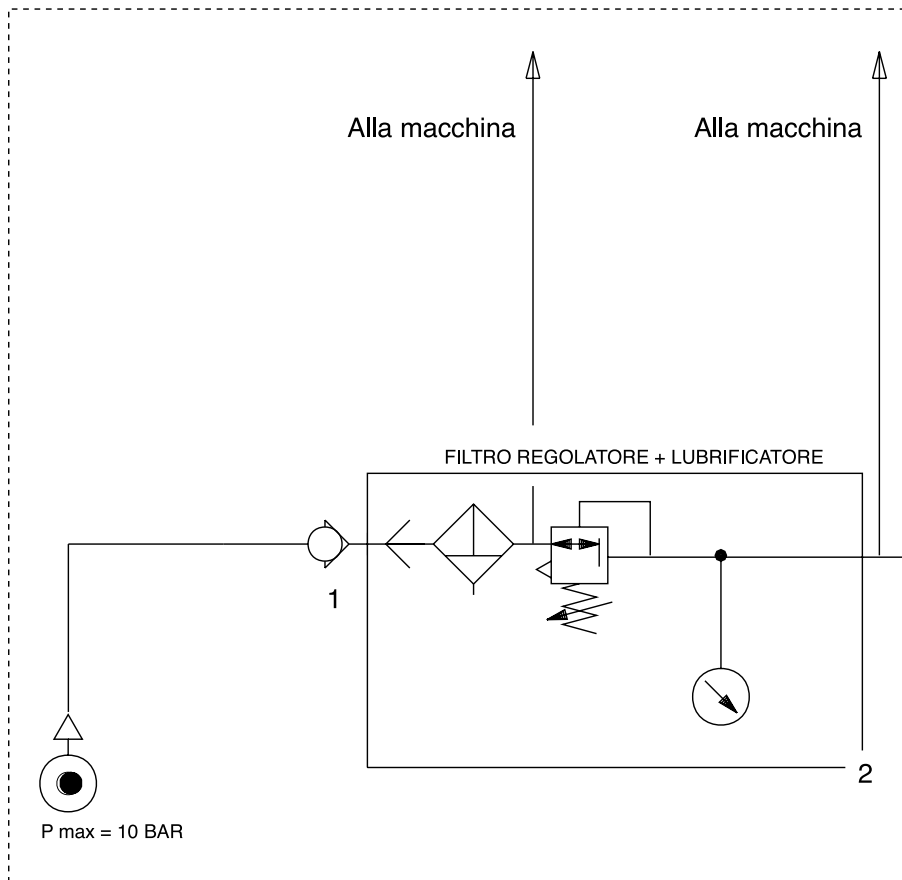 Alla macchina
Alla macchina
FILTRO REGOLATORE + LUBRIFICATORE
1
2
P max = 10 BAR